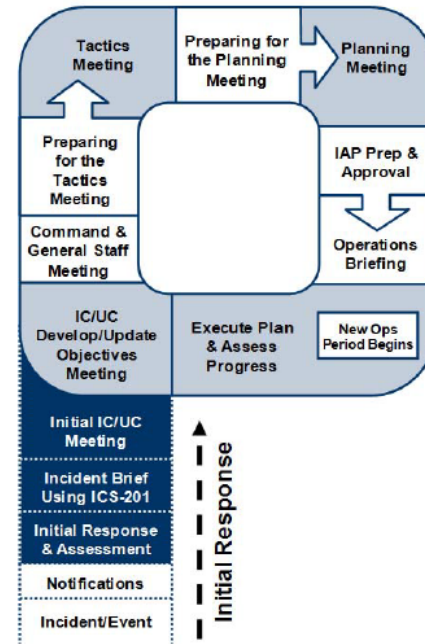 Tactics
Meeting
Preparing for
the Planning
Meeting
Planning
Meeting
Preparing
for the
Tactics
Meeting
IAP Prep &
Approval
Command &
General Staff
Meeting
Operations
Briefing
IC/UC
Develop/Update
Objectives
Meeting
Execute Plan
& Assess
Progress
New Ops
Period Begins
Initial IC/UC
Meeting
Incident Brief
Using ICS-201
Initial Response
& Assessment
Notifications
Incident/Event
Initial Response